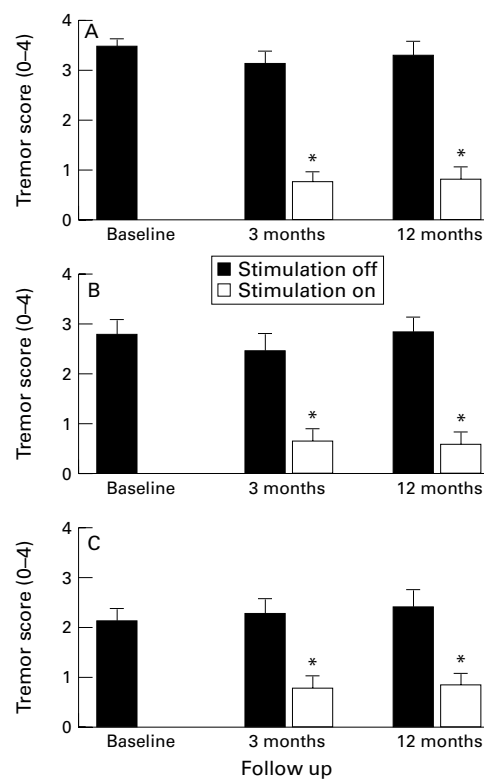 A
Tremor score (0–4)
4
3
2
1
0
*
*
Baseline 3 months 12 months
Stimulation off
Stimulation on
B
Tremor score (0–4)
4
3
2
1
0
*
*
Baseline 3 months 12 months
C
Tremor score (0–4)
4
3
2
1
0
*
*
Baseline 3 months 12 months
Follow up